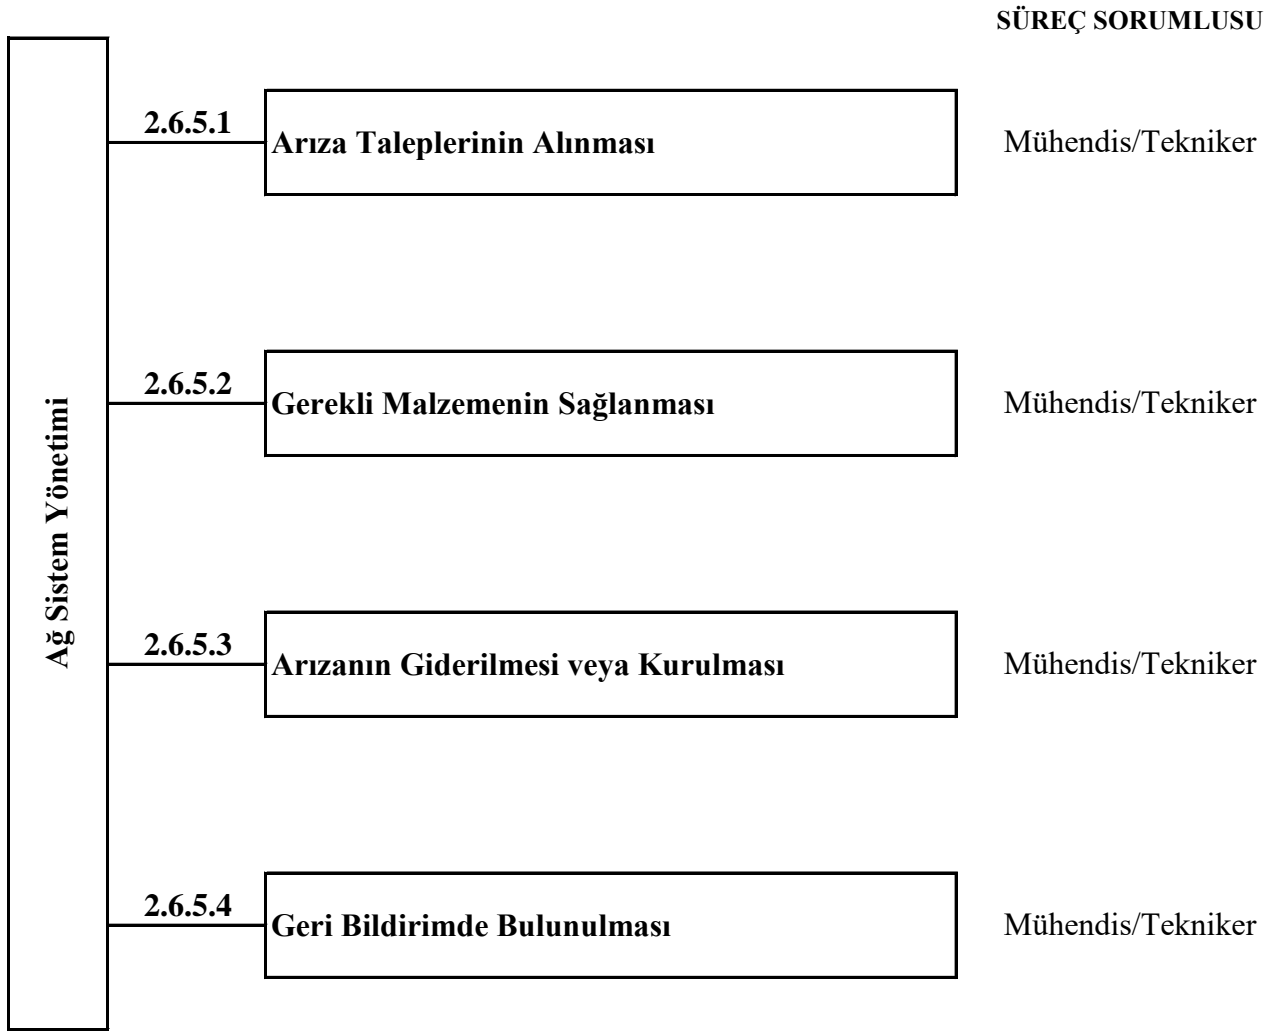 SÜREÇ SORUMLUSU
Ağ Sistem Yönetimi
2.6.5.1
Arıza Taleplerinin Alınması
Mühendis/Tekniker
2.6.5.2
Gerekli Malzemenin Sağlanması
Mühendis/Tekniker
2.6.5.3
Arızanın Giderilmesi veya Kurulması
Mühendis/Tekniker
2.6.5.4
Geri Bildirimde Bulunulması
Mühendis/Tekniker